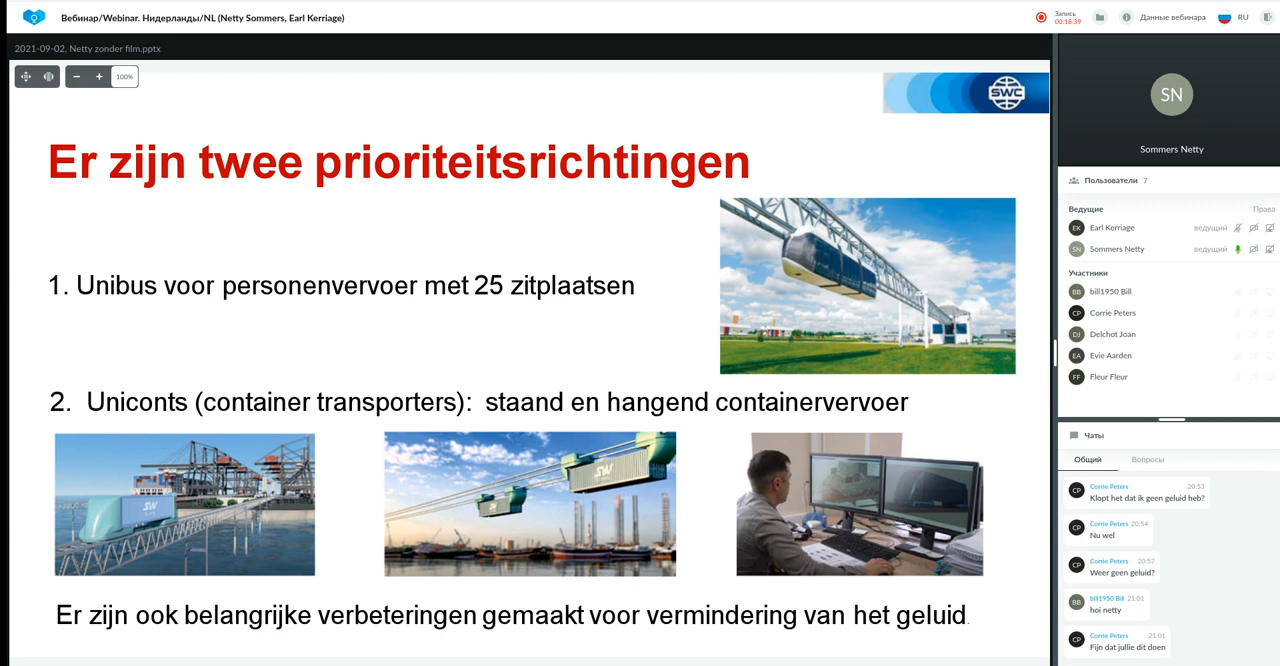 Вебинар/Webinar. Нидерланды/NL (Netty Sommers, Earl Kerriage)
Запись
00:18:39
Данные вебинара
RU
2021-09-02, Netty zonder film.pptx
100%
SWC
Er zijn twee prioriteitsrichtingen
1. Unibus voor personenvervoer met 25 zitplaatsen
2. Uniconts (container transporters): staand en hangend containervervoer
SW
SW
Er zijn ook belangrijke verbeteringen gemaakt voor vermindering van het geluid.
SN
Sommers Netty
Пользователи 7
Ведущие Права
EK Earl Kerriage ведущий
SN Sommers Netty ведущий
Участники
BB bill1950 Bill
CP Corrie Peters
DJ Delchot Joan
EA Evie Aarden
FF Fleur Fleur
Чаты
Общий Вопросы
CP Corrie Peters 20:53
Klopt het dat ik geen geluid heb?
CP Corrie Peters 20:54
Nu wel
CP Corrie Peters 20:57
Weer geen geluid?
BB bill1950 Bill 21:01
hoi netty
CP Corrie Peters 21:01
Fijn dat jullie dit doen